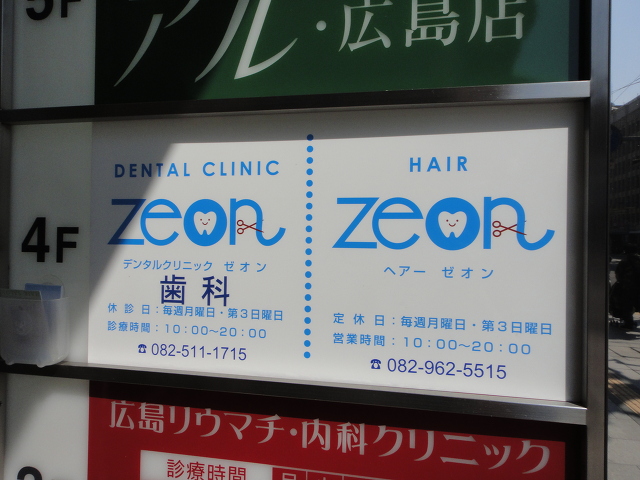 5F
アル・広島店
4F
DENTAL CLINIC
zeon
デンタルクリニック ゼオン
歯科
休診日：毎週月曜日・第3日曜日
診療時間：10:00～20:00
☎ 082-511-1715
HAIR
zeon
ヘアー ゼオン
定休日：毎週月曜日・第3日曜日
営業時間：10:00～20:00
☎ 082-962-5515
広島リウマチ・内科クリニック
診療時間